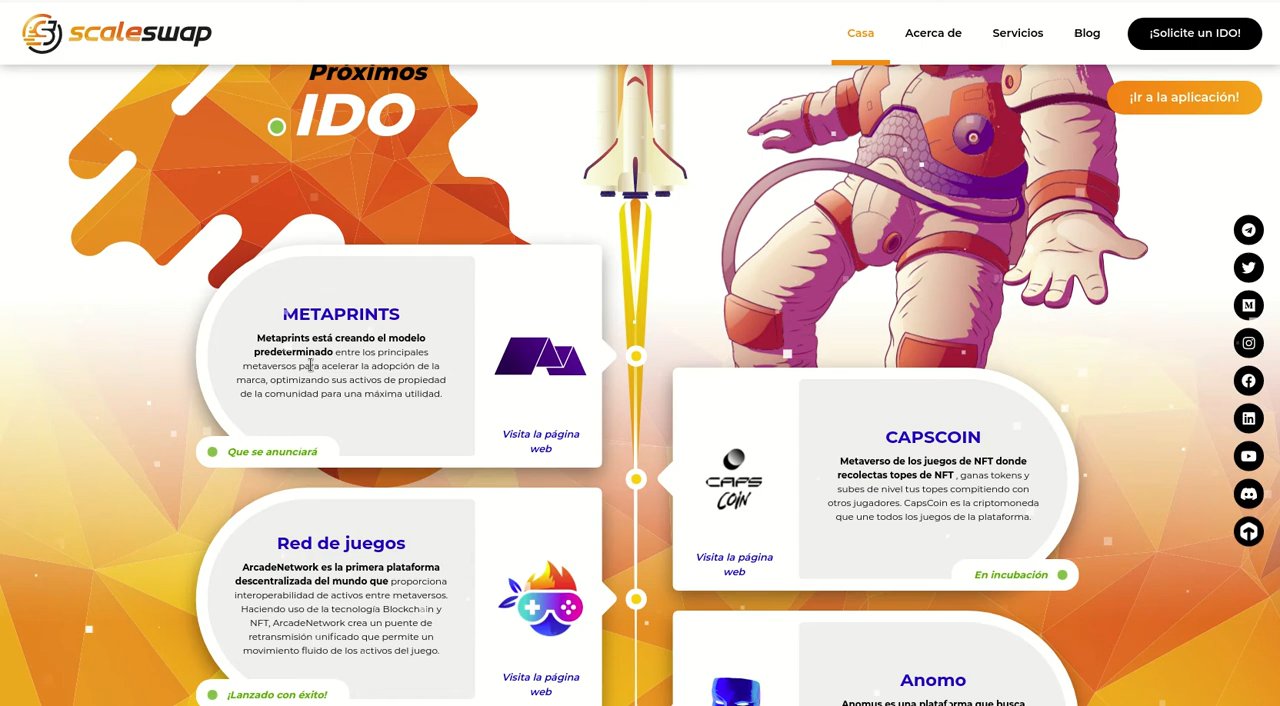 scaleswap
Casa
Acerca de
Servicios
Blog
¡Solicite un IDO!
¡Ir a la aplicación!
Próximos
IDO
METAPRINTS
Metaprints está creando el modelo
predeterminado entre los principales
metaversos para acelerar la adopción de la
marca, optimizando sus activos de propiedad
de la comunidad para una máxima utilidad.
Visita la página
web
Que se anunciará
CAPSCOIN
Metaverso de los juegos de NFT donde
recolectas topes de NFT , ganas tokens y
subes de nivel tus topes compitiendo con
otros jugadores. CapsCoin es la criptomoneda
que une todos los juegos de la plataforma.
CAPS
COIN
Visita la página
web
En incubación
Red de juegos
ArcadeNetwork es la primera plataforma
descentralizada del mundo que proporciona
interoperabilidad de activos entre metaversos.
Haciendo uso de la tecnología Blockchain y
NFT, ArcadeNetwork crea un puente de
retransmisión unificado que permite un
movimiento fluido de los activos del juego.
Visita la página
web
¡Lanzado con éxito!
Anomo
Anomus es una plataforma que busca